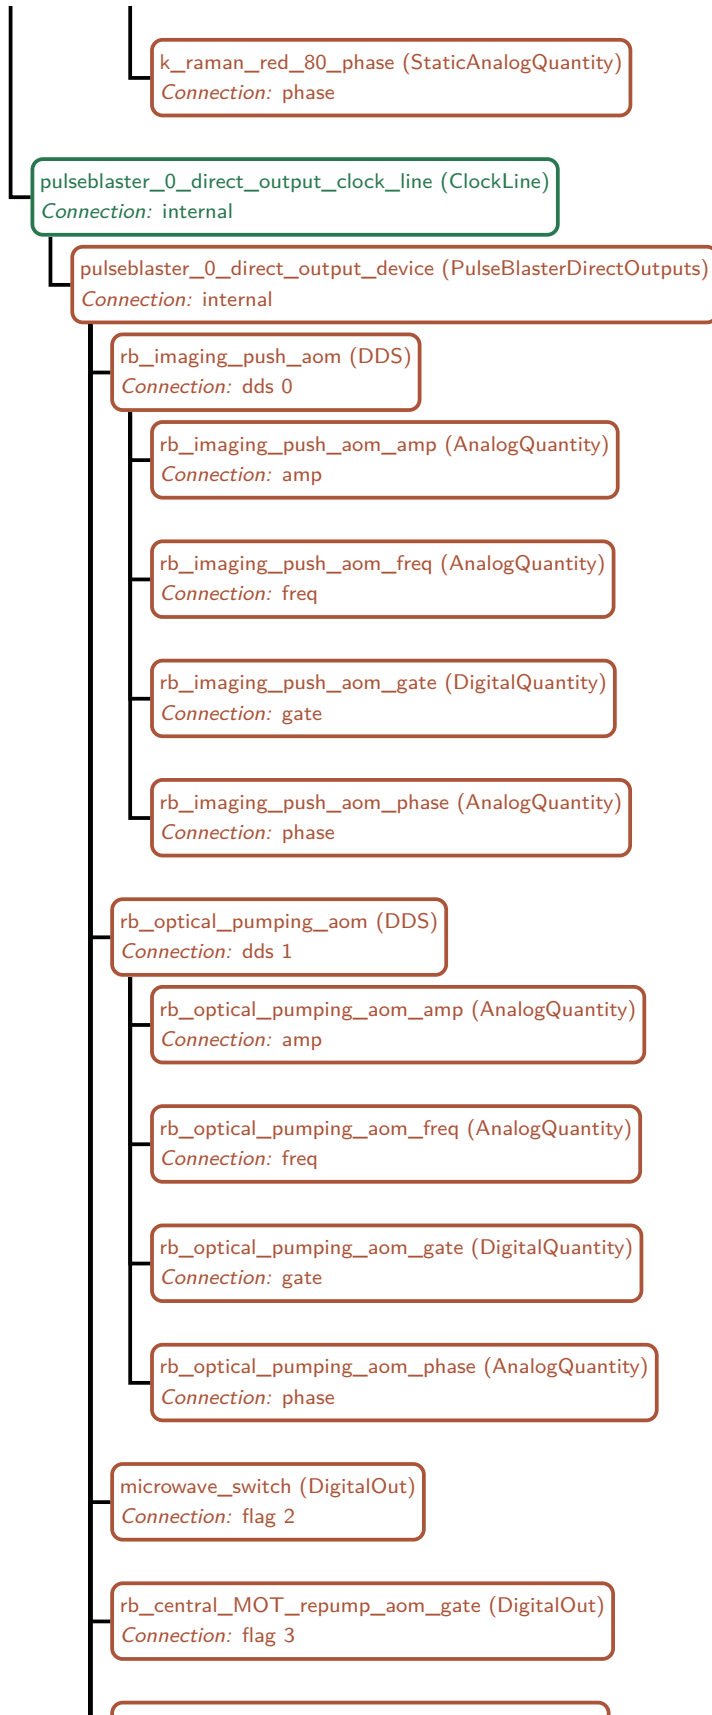 k_raman_red_80_phase (StaticAnalogQuantity)
Connection: phase
pulseblaster_0_direct_output_clock_line (ClockLine)
Connection: internal
pulseblaster_0_direct_output_device (PulseBlasterDirectOutputs)
Connection: internal
rb_imaging_push_aom (DDS)
Connection: dds 0
rb_imaging_push_aom_amp (AnalogQuantity)
Connection: amp
rb_imaging_push_aom_freq (AnalogQuantity)
Connection: freq
rb_imaging_push_aom_gate (DigitalQuantity)
Connection: gate
rb_imaging_push_aom_phase (AnalogQuantity)
Connection: phase
rb_optical_pumping_aom (DDS)
Connection: dds 1
rb_optical_pumping_aom_amp (AnalogQuantity)
Connection: amp
rb_optical_pumping_aom_freq (AnalogQuantity)
Connection: freq
rb_optical_pumping_aom_gate (DigitalQuantity)
Connection: gate
rb_optical_pumping_aom_phase (AnalogQuantity)
Connection: phase
microwave_switch (DigitalOut)
Connection: flag 2
rb_central_MOT_repump_aom_gate (DigitalOut)
Connection: flag 3